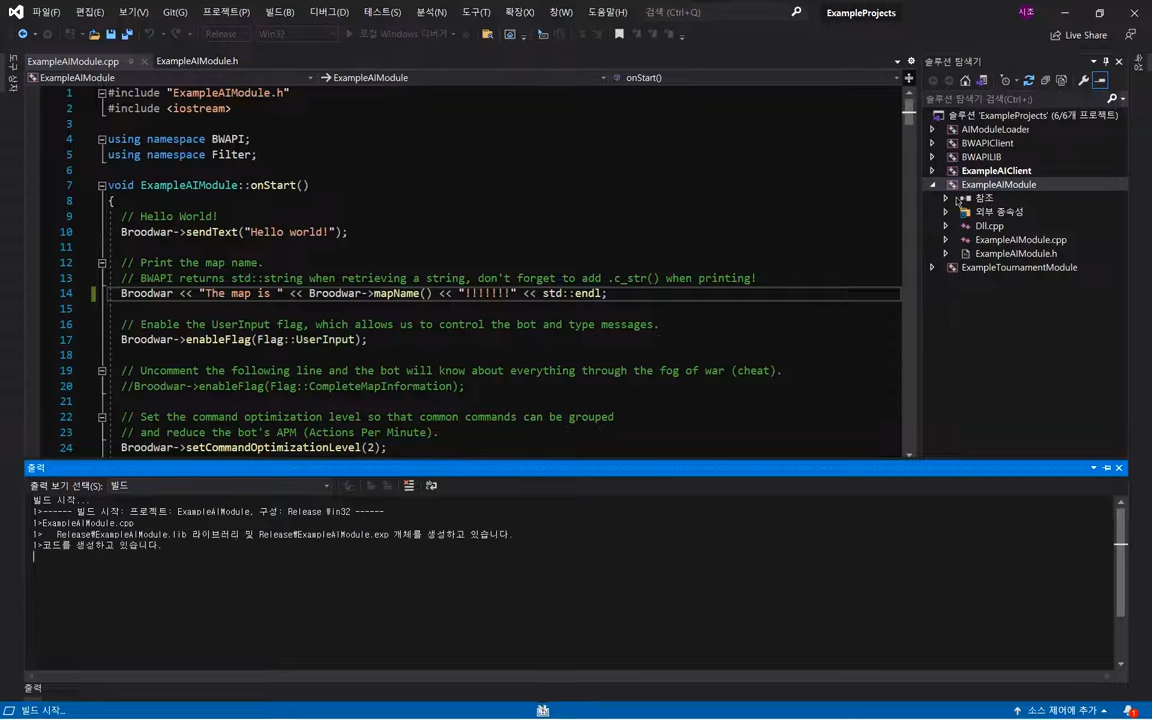 파일(F) 편집(E) 보기(V) Git(G) 프로젝트(P) 빌드(B) 디버그(D) 테스트(S) 분석(N) 도구(T) 확장(X) 창(W) 도움말(H) 검색 (Ctrl+Q) ExampleProjects 시조
Release Win32 로컬 Windows 디버거 Live Share
ExampleAIModule.cpp ExampleAIModule.h
ExampleAIModule ExampleAIModule onStart()
1 #include "ExampleAIModule.h"
2 #include <iostream>
3
4 using namespace BWAPI;
5 using namespace Filter;
6
7 void ExampleAIModule::onStart()
8 {
9 // Hello World!
10 Broodwar->sendText("Hello world!");
11
12 // Print the map name.
13 // BWAPI returns std::string when retrieving a string, don't forget to add .c_str() when printing!
14 Broodwar << "The map is " << Broodwar->mapName() << "!!!!!!!" << std::endl;
15
16 // Enable the UserInput flag, which allows us to control the bot and type messages.
17 Broodwar->enableFlag(Flag::UserInput);
18
19 // Uncomment the following line and the bot will know about everything through the fog of war (cheat).
20 //Broodwar->enableFlag(Flag::CompleteMapInformation);
21
22 // Set the command optimization level so that common commands can be grouped
23 // and reduce the bot's APM (Actions Per Minute).
24 Broodwar->setCommandOptimizationLevel(2);
솔루션 탐색기
솔루션 탐색기 검색(Ctrl+;)
솔루션 'ExampleProjects' (6/6개 프로젝트)
AIModuleLoader
BWAPIClient
BWAPILIB
ExampleAIClient
ExampleAIModule
참조
외부 종속성
Dll.cpp
ExampleAIModule.cpp
ExampleAIModule.h
ExampleTournamentModule
출력
출력 보기 선택(S): 빌드
빌드 시작...
1>------ 빌드 시작: 프로젝트: ExampleAIModule, 구성: Release Win32 ------
1>ExampleAIModule.cpp
1> Release₩ExampleAIModule.lib 라이브러리 및 Release₩ExampleAIModule.exp 개체를 생성하고 있습니다.
1>코드를 생성하고 있습니다.
출력
빌드 시작... 소스 제어에 추가